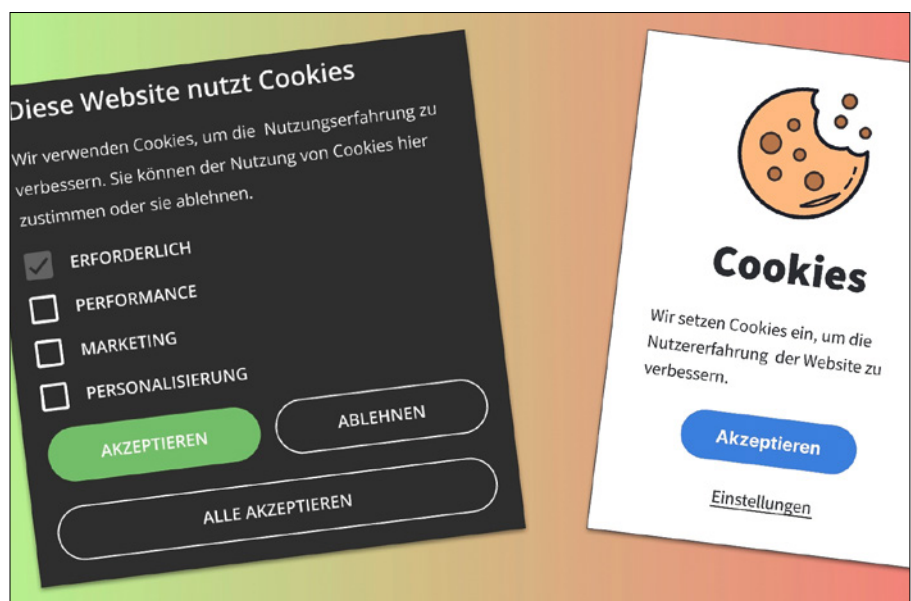 Diese Website nutzt Cookies
Wir verwenden Cookies, um die Nutzungserfahrung zu
verbessern. Sie können der Nutzung von Cookies hier
zustimmen oder sie ablehnen.
ERFORDERLICH
PERFORMANCE
MARKETING
PERSONALISIERUNG
AKZEPTIEREN
ABLEHNEN
ALLE AKZEPTIEREN
Cookies
Wir setzen Cookies ein, um die
Nutzererfahrung der Website zu
verbessern.
Akzeptieren
Einstellungen